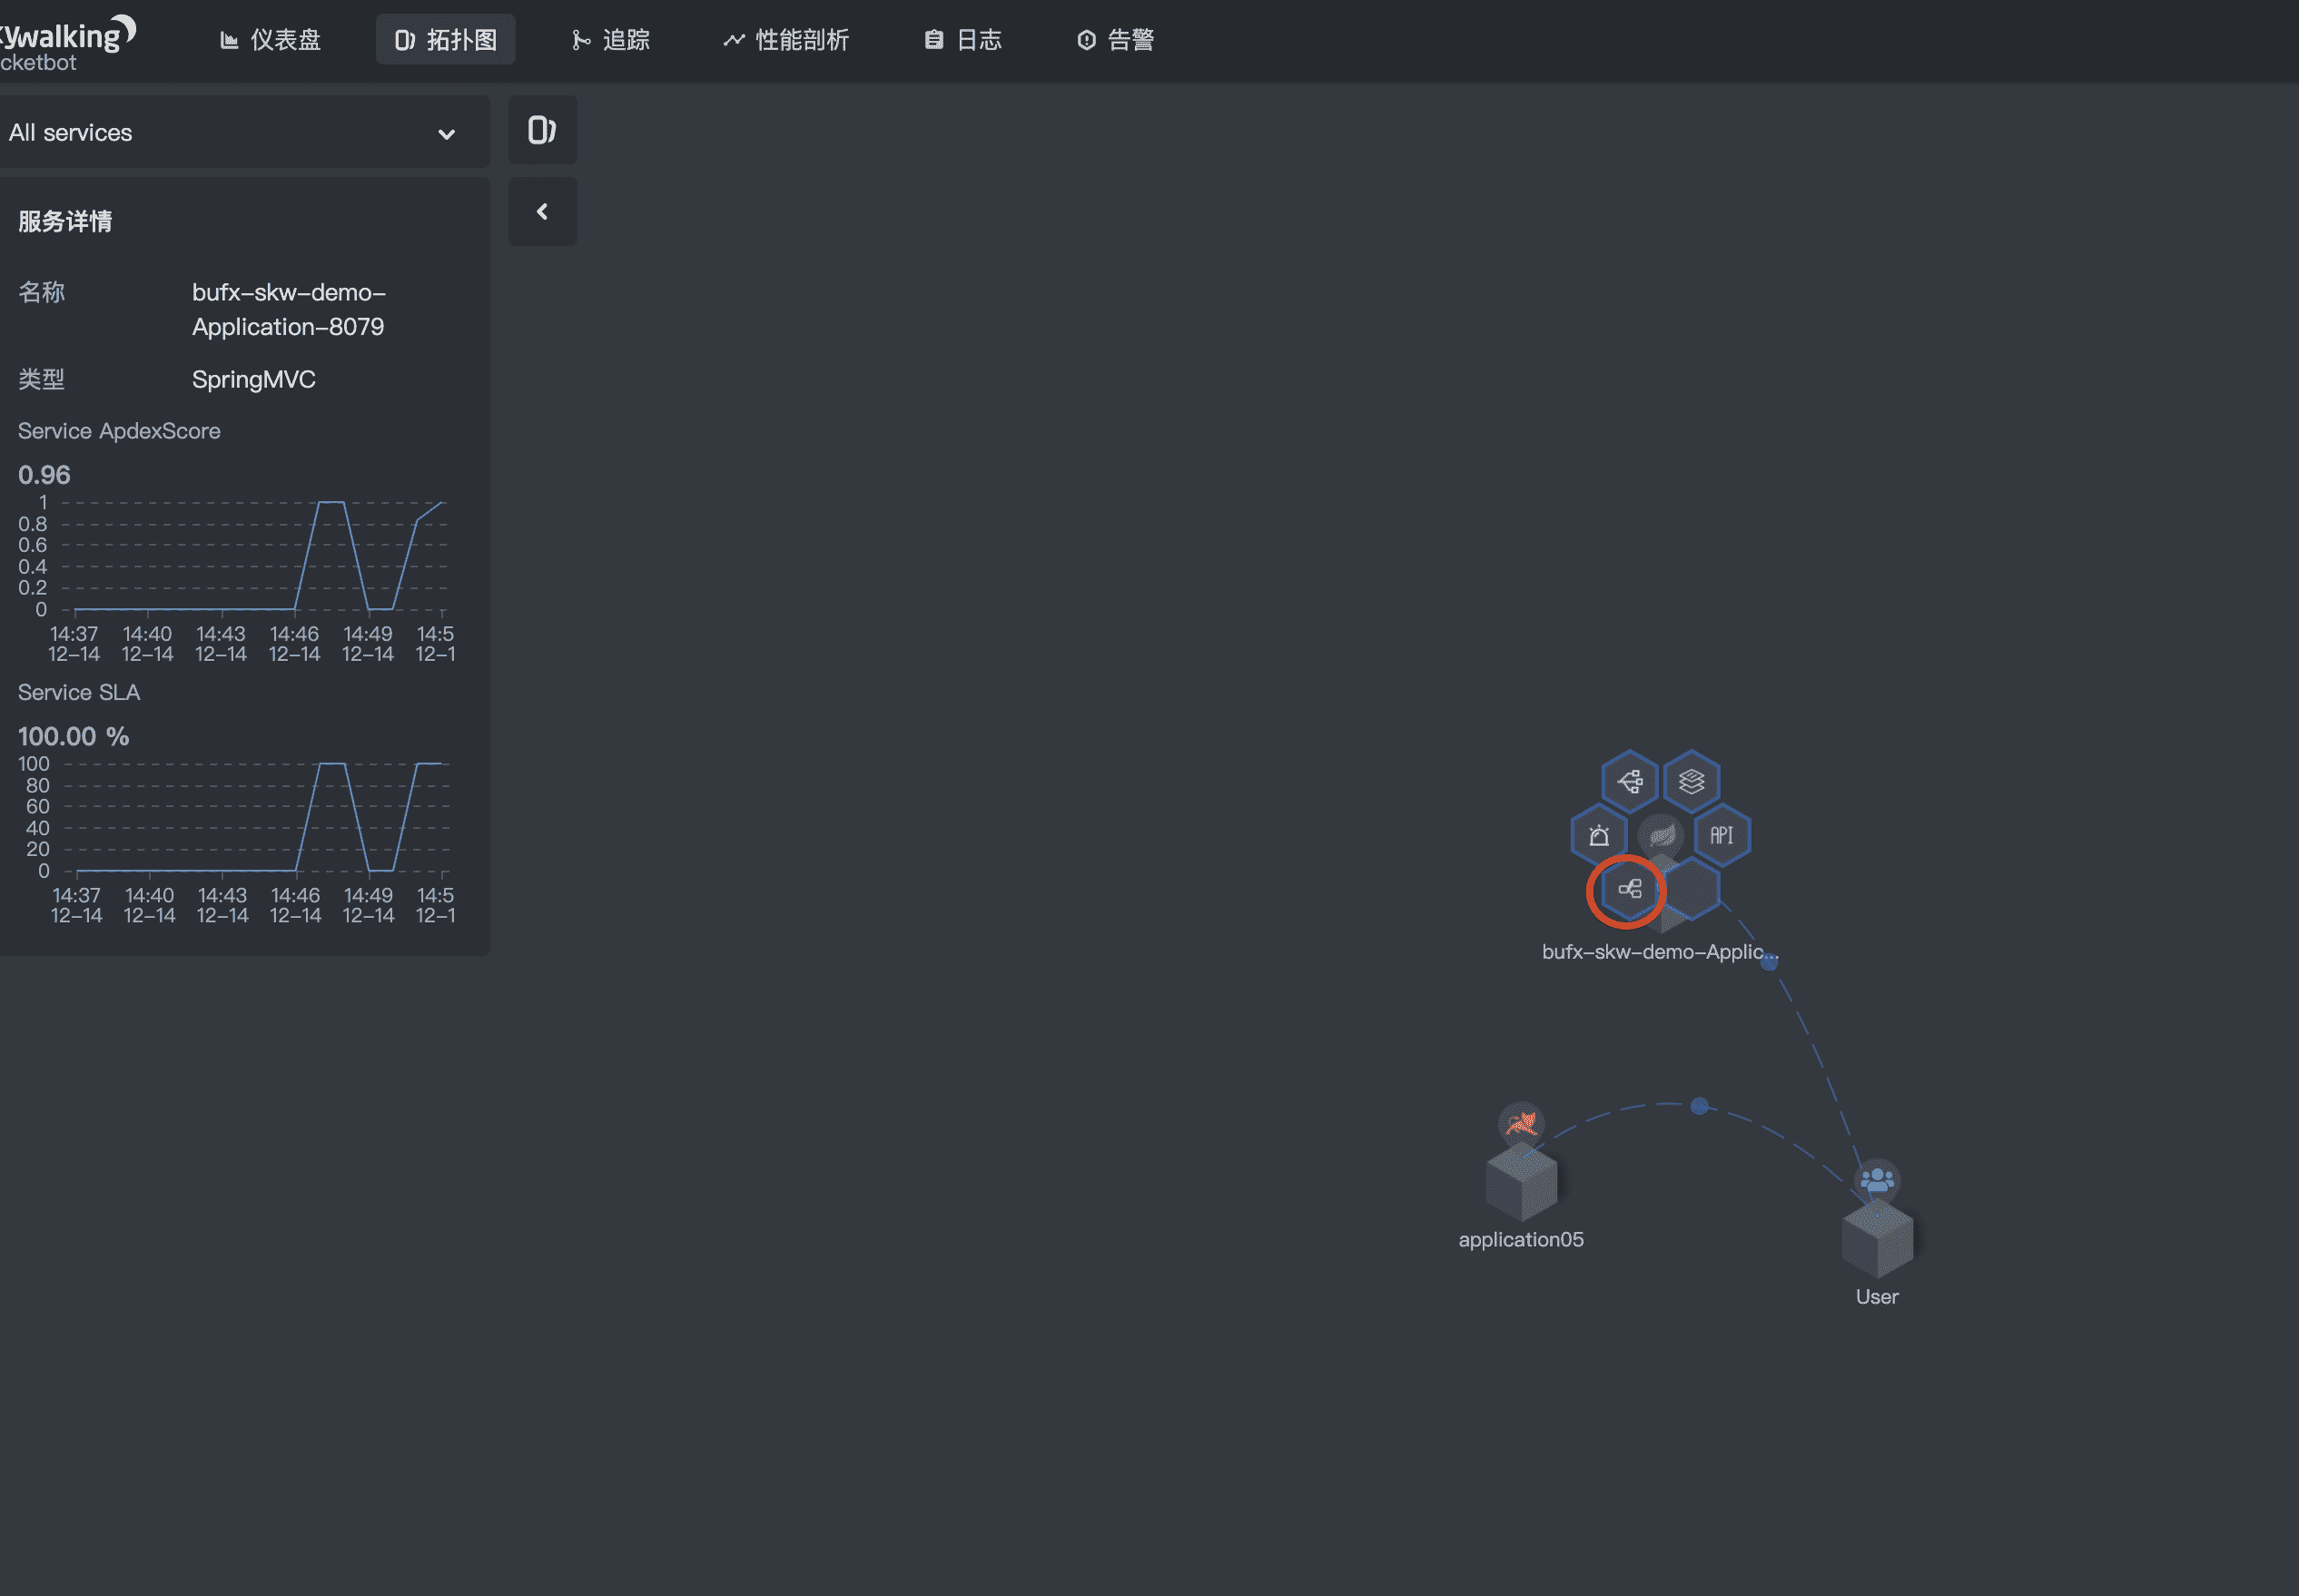 kywalking
cketbot
仪表盘
拓扑图
追踪
性能剖析
日志
告警
All services
服务详情
名称
bufx-skw-demo-
Application-8079
类型
SpringMVC
Service ApdexScore
0.96
1
0.8
0.6
0.4
0.2
0
14:37 14:40 14:43 14:46 14:49 14:5
12-14 12-14 12-14 12-14 12-14 12-1
Service SLA
100.00 %
100
80
60
40
20
0
14:37 14:40 14:43 14:46 14:49 14:5
12-14 12-14 12-14 12-14 12-14 12-1
API
bufx-skw-demo-Applic...
application05
User